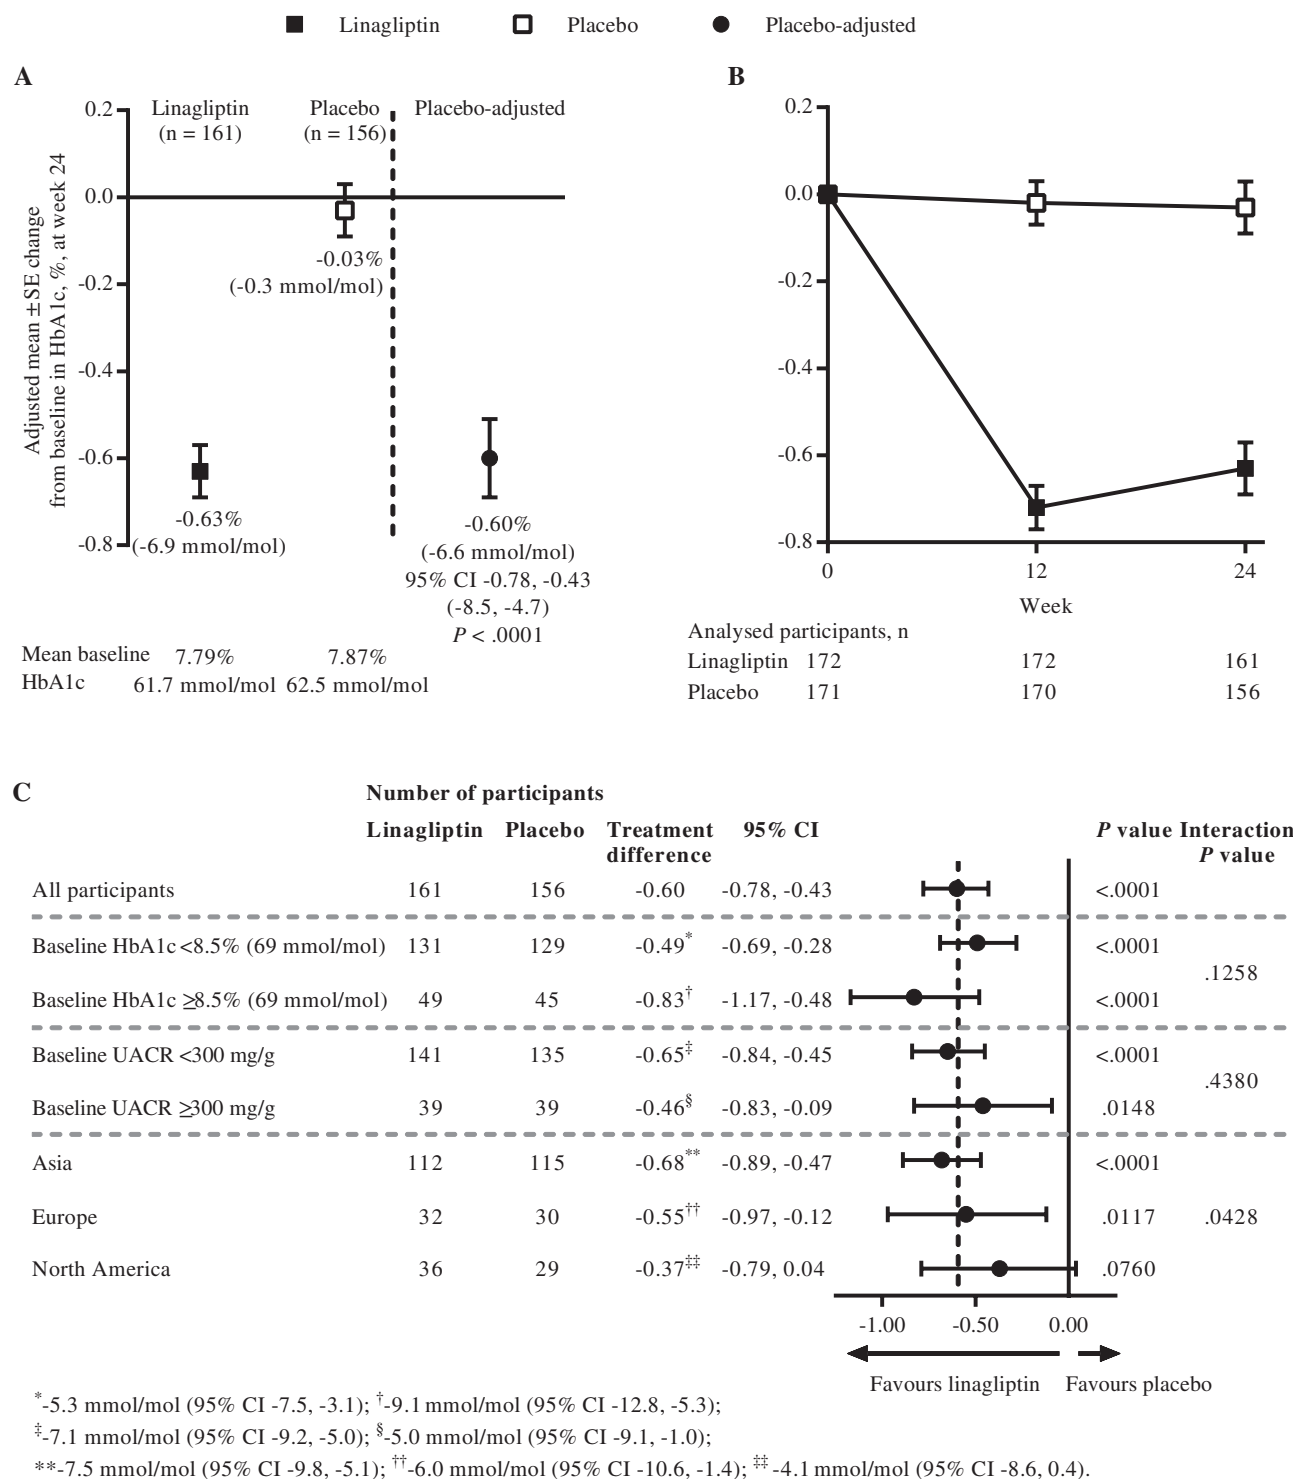 Linagliptin Placebo Placebo-adjusted
A
Adjusted mean ±SE change
from baseline in HbA1c, %, at week 24
0.2
0.0
-0.2
-0.4
-0.6
-0.8
Linagliptin
(n = 161)
Placebo
(n = 156)
Placebo-adjusted
-0.03%
(-0.3 mmol/mol)
-0.63%
(-6.9 mmol/mol)
-0.60%
(-6.6 mmol/mol)
95% CI -0.78, -0.43
(-8.5, -4.7)
P < .0001
Mean baseline 7.79% 7.87%
HbA1c 61.7 mmol/mol 62.5 mmol/mol
B
0.2
0.0
-0.2
-0.4
-0.6
-0.8
0 12 24
Week
Analysed participants, n
Linagliptin 172 172 161
Placebo 171 170 156
C
Number of participants
Linagliptin Placebo Treatment 95% CI P value Interaction
difference P value
All participants 161 156 -0.60 -0.78, -0.43 <.0001
Baseline HbA1c <8.5% (69 mmol/mol) 131 129 -0.49* -0.69, -0.28 <.0001
.1258
Baseline HbA1c ≥8.5% (69 mmol/mol) 49 45 -0.83† -1.17, -0.48 <.0001
Baseline UACR <300 mg/g 141 135 -0.65‡ -0.84, -0.45 <.0001
.4380
Baseline UACR ≥300 mg/g 39 39 -0.46§ -0.83, -0.09 .0148
Asia 112 115 -0.68** -0.89, -0.47 <.0001
Europe 32 30 -0.55†† -0.97, -0.12 .0117 .0428
North America 36 29 -0.37‡‡ -0.79, 0.04 .0760
-1.00 -0.50 0.00
Favours linagliptin Favours placebo
*-5.3 mmol/mol (95% CI -7.5, -3.1); †-9.1 mmol/mol (95% CI -12.8, -5.3);
‡-7.1 mmol/mol (95% CI -9.2, -5.0); §-5.0 mmol/mol (95% CI -9.1, -1.0);
**-7.5 mmol/mol (95% CI -9.8, -5.1); ††-6.0 mmol/mol (95% CI -10.6, -1.4); ‡‡-4.1 mmol/mol (95% CI -8.6, 0.4).